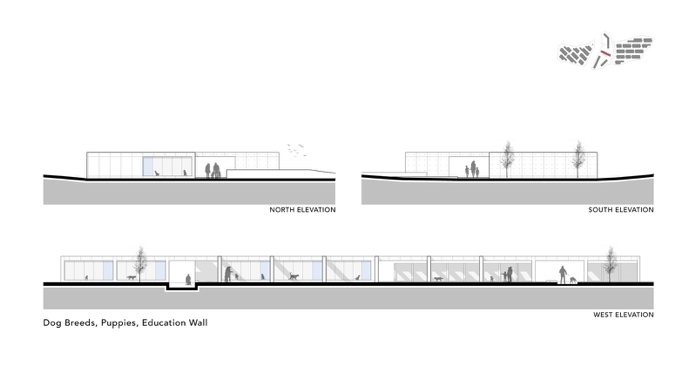 NORTH ELEVATION
SOUTH ELEVATION
WEST ELEVATION
Dog Breeds, Puppies, Education Wall